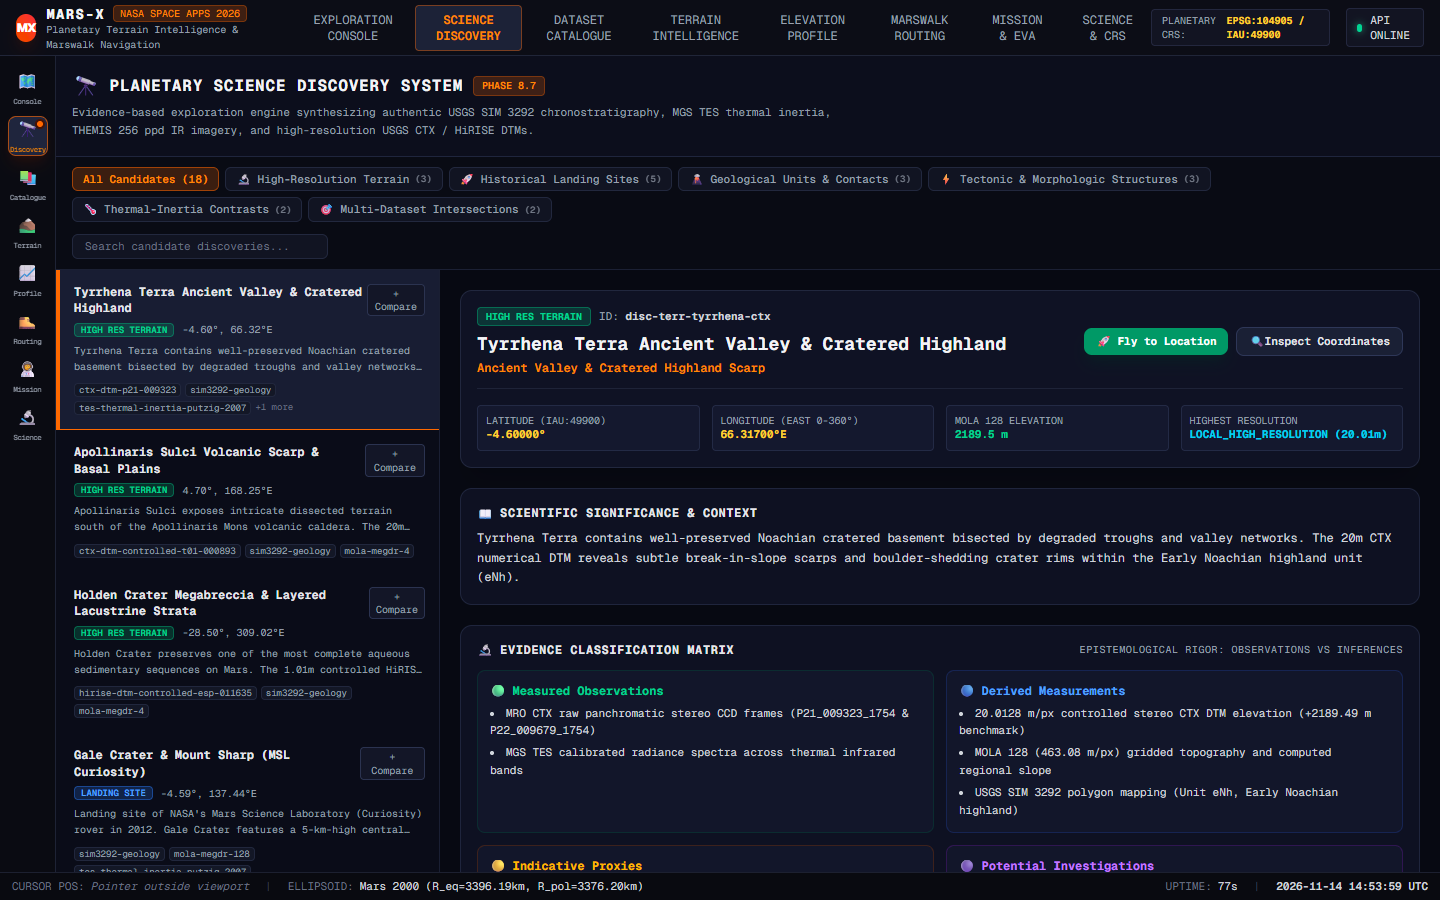 MX
MARS-X NASA SPACE APPS 2026
Planetary Terrain Intelligence &
Marswalk Navigation
EXPLORATION
CONSOLE
SCIENCE
DISCOVERY
DATASET
CATALOGUE
TERRAIN
INTELLIGENCE
ELEVATION
PROFILE
MARSWALK
ROUTING
MISSION
& EVA
SCIENCE
& CRS
PLANETARY
CRS:
EPSG:104905 /
IAU:49900
API
ONLINE
Console
Discovery
Catalogue
Terrain
Profile
Routing
Mission
Science
PLANETARY SCIENCE DISCOVERY SYSTEM PHASE 8.7
Evidence-based exploration engine synthesizing authentic USGS SIM 3292 chronostratigraphy, MGS TES thermal inertia,
THEMIS 256 ppd IR imagery, and high-resolution USGS CTX / HiRISE DTMs.
All Candidates (18) High-Resolution Terrain (3) Historical Landing Sites (5) Geological Units & Contacts (3) Tectonic & Morphologic Structures (3)
Thermal-Inertia Contrasts (2) Multi-Dataset Intersections (2)
Search candidate discoveries...
Tyrrhena Terra Ancient Valley & Cratered
Highland
+
Compare
HIGH RES TERRAIN -4.60°, 66.32°E
Tyrrhena Terra contains well-preserved Noachian cratered
basement bisected by degraded troughs and valley networks…
ctx-dtm-p21-009323 sim3292-geology
tes-thermal-inertia-putzig-2007 +1 more
Apollinaris Sulci Volcanic Scarp &
Basal Plains
+
Compare
HIGH RES TERRAIN 4.70°, 168.25°E
Apollinaris Sulci exposes intricate dissected terrain
south of the Apollinaris Mons volcanic caldera. The 20m…
ctx-dtm-controlled-t01-000893 sim3292-geology mola-megdr-4
Holden Crater Megabreccia & Layered
Lacustrine Strata
+
Compare
HIGH RES TERRAIN -28.50°, 309.02°E
Holden Crater preserves one of the most complete aqueous
sedimentary sequences on Mars. The 1.01m controlled HiRIS…
hirise-dtm-controlled-esp-011635 sim3292-geology
mola-megdr-4
Gale Crater & Mount Sharp (MSL
Curiosity)
+
Compare
LANDING SITE -4.59°, 137.44°E
Landing site of NASA's Mars Science Laboratory (Curiosity)
rover in 2012. Gale Crater features a 5-km-high central…
sim3292-geology mola-megdr-128
tes-thermal-inertia-putzig-2007
HIGH RES TERRAIN ID: disc-terr-tyrrhena-ctx
Tyrrhena Terra Ancient Valley & Cratered Highland
Ancient Valley & Cratered Highland Scarp
Fly to Location
Inspect Coordinates
LATITUDE (IAU:49900)
-4.60000°
LONGITUDE (EAST 0-360°)
66.31700°E
MOLA 128 ELEVATION
2189.5 m
HIGHEST RESOLUTION
LOCAL_HIGH_RESOLUTION (20.01m)
SCIENTIFIC SIGNIFICANCE & CONTEXT
Tyrrhena Terra contains well-preserved Noachian cratered basement bisected by degraded troughs and valley networks. The 20m CTX
numerical DTM reveals subtle break-in-slope scarps and boulder-shedding crater rims within the Early Noachian highland unit
(eNh).
EVIDENCE CLASSIFICATION MATRIX
EPISTEMOLOGICAL RIGOR: OBSERVATIONS VS INFERENCES
Measured Observations
• MRO CTX raw panchromatic stereo CCD frames (P21_009323_1754 &
P22_009679_1754)
• MGS TES calibrated radiance spectra across thermal infrared
bands
Derived Measurements
• 20.0128 m/px controlled stereo CTX DTM elevation (+2189.49 m
benchmark)
• MOLA 128 (463.08 m/px) gridded topography and computed
regional slope
• USGS SIM 3292 polygon mapping (Unit eNh, Early Noachian
highland)
Indicative Proxies
Potential Investigations
CURSOR POS: Pointer outside viewport | ELLIPSOID: Mars 2000 (R_eq=3396.19km, R_pol=3376.20km)
UPTIME: 77s | 2026-11-14 14:53:59 UTC